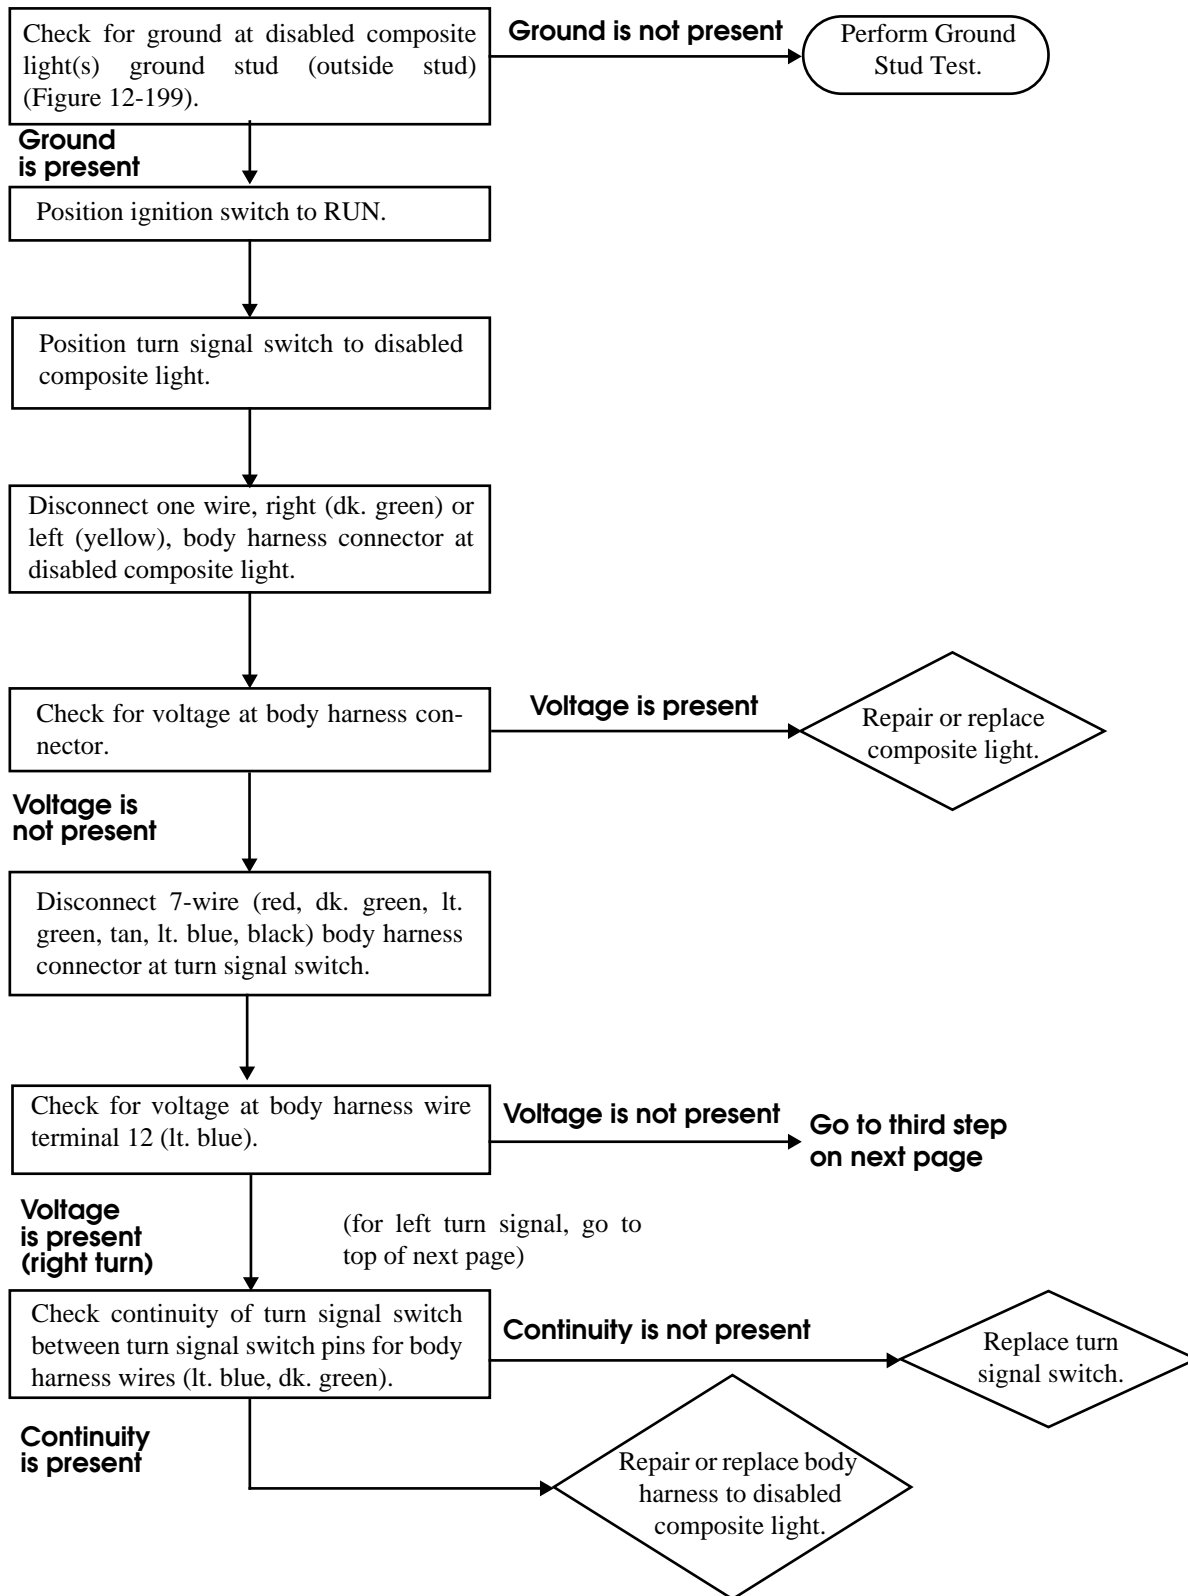 Check for ground at disabled composite
light(s) ground stud (outside stud)
(Figure 12-199).
Ground is not present
Perform Ground
Stud Test.
Ground
is present
Position ignition switch to RUN.
Position turn signal switch to disabled
composite light.
Disconnect one wire, right (dk. green) or
left (yellow), body harness connector at
disabled composite light.
Check for voltage at body harness con-
nector.
Voltage is present
Repair or replace
composite light.
Voltage is
not present
Disconnect 7-wire (red, dk. green, lt.
green, tan, lt. blue, black) body harness
connector at turn signal switch.
Check for voltage at body harness wire
terminal 12 (lt. blue).
Voltage is not present
Go to third step
on next page
Voltage
is present
(right turn)
(for left turn signal, go to
top of next page)
Check continuity of turn signal switch
between turn signal switch pins for body
harness wires (lt. blue, dk. green).
Continuity is not present
Replace turn
signal switch.
Continuity
is present
Repair or replace body
harness to disabled
composite light.